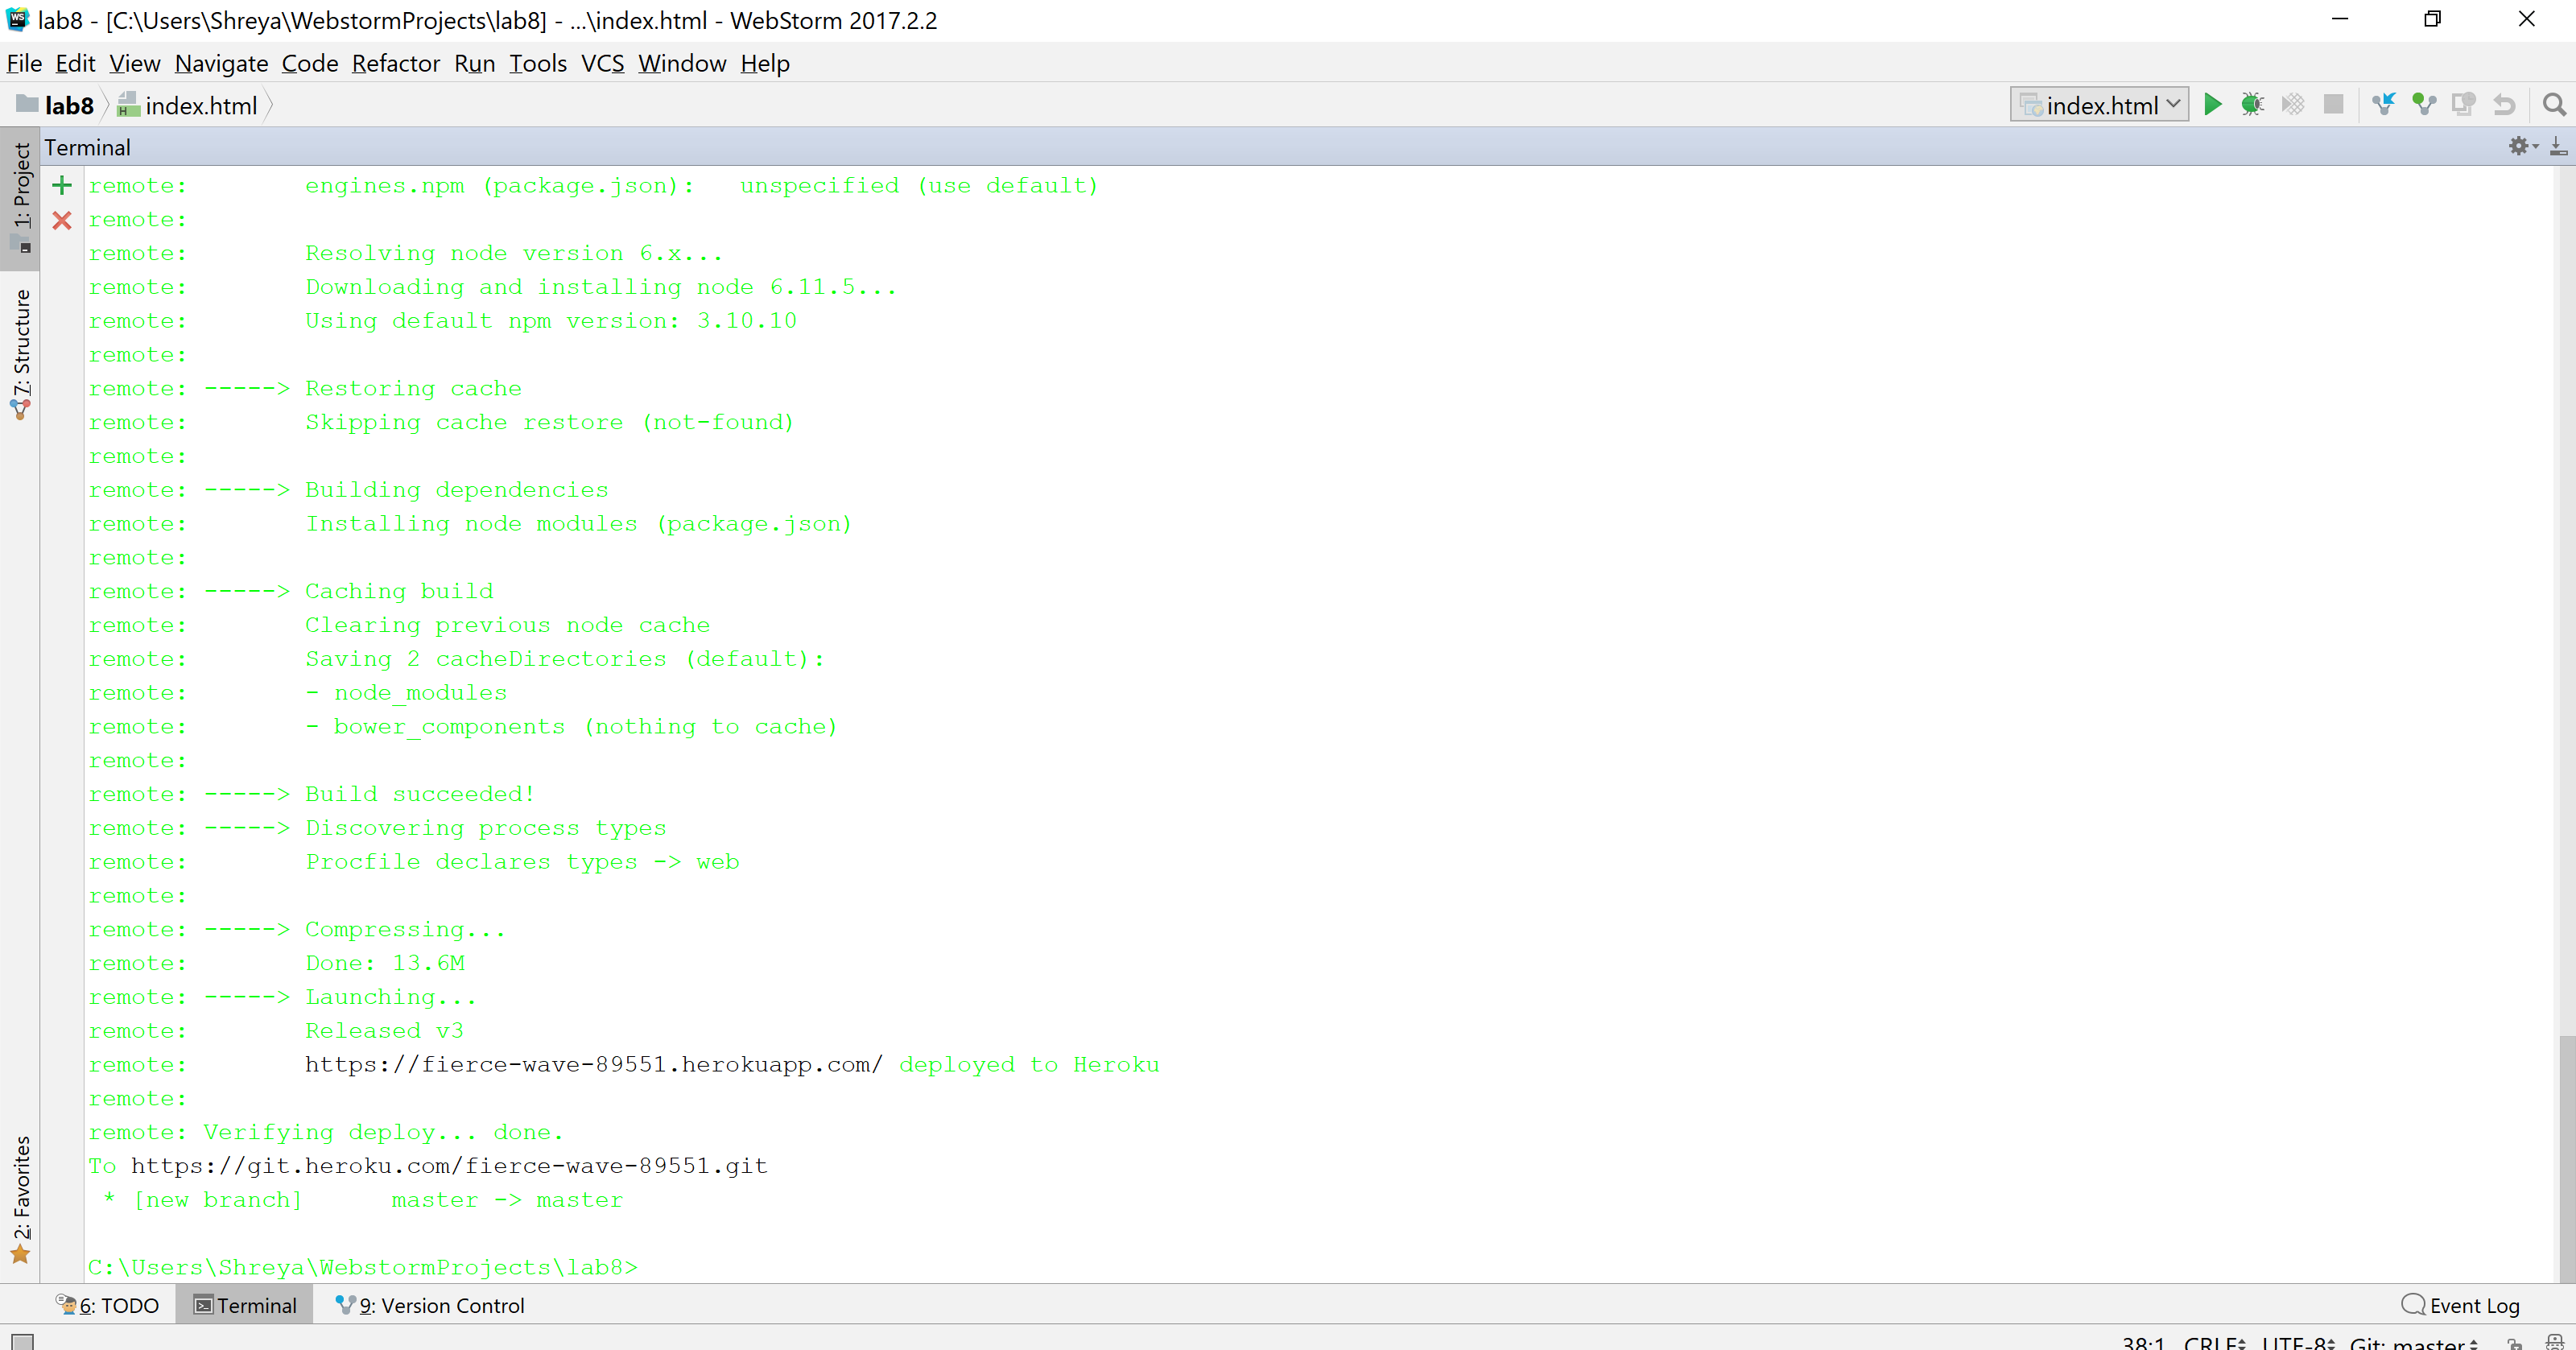 lab8 - [C:\Users\Shreya\WebstormProjects\lab8] - ...\index.html - WebStorm 2017.2.2
File Edit View Navigate Code Refactor Run Tools VCS Window Help
lab8 index.html index.html
Terminal
1: Project
7: Structure
2: Favorites
remote:        engines.npm (package.json):   unspecified (use default)
remote:
remote:        Resolving node version 6.x...
remote:        Downloading and installing node 6.11.5...
remote:        Using default npm version: 3.10.10
remote:
remote: -----> Restoring cache
remote:        Skipping cache restore (not-found)
remote:
remote: -----> Building dependencies
remote:        Installing node modules (package.json)
remote:
remote: -----> Caching build
remote:        Clearing previous node cache
remote:        Saving 2 cacheDirectories (default):
remote:        - node_modules
remote:        - bower_components (nothing to cache)
remote:
remote: -----> Build succeeded!
remote: -----> Discovering process types
remote:        Procfile declares types -> web
remote:
remote: -----> Compressing...
remote:        Done: 13.6M
remote: -----> Launching...
remote:        Released v3
remote:        https://fierce-wave-89551.herokuapp.com/ deployed to Heroku
remote:
remote: Verifying deploy... done.
To https://git.heroku.com/fierce-wave-89551.git
 * [new branch]      master -> master
C:\Users\Shreya\WebstormProjects\lab8>
6: TODO Terminal 9: Version Control Event Log
38:1 CRLF UTF-8 Git: master